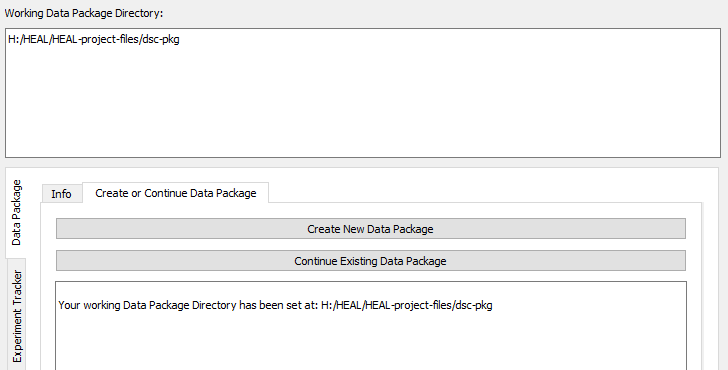 Working Data Package Directory:
H:/HEAL/HEAL-project-files/dsc-pkg
Data Package
Experiment Tracker
Info
Create or Continue Data Package
Create New Data Package
Continue Existing Data Package
Your working Data Package Directory has been set at: H:/HEAL/HEAL-project-files/dsc-pkg